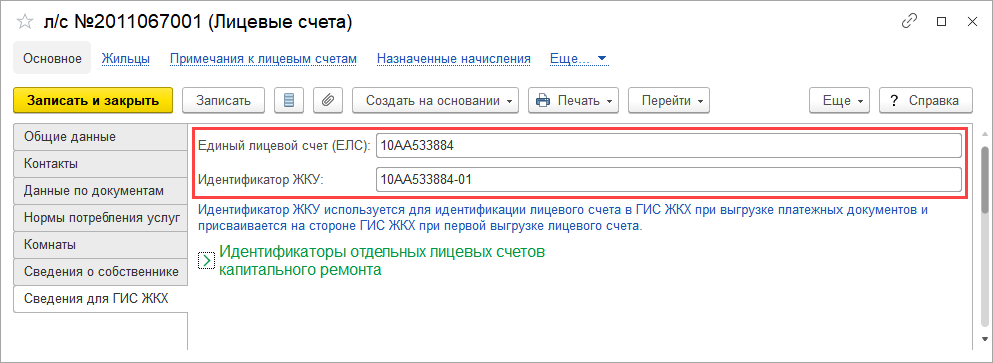 л/с №2011067001 (Лицевые счета)
Основное Жильцы Примечания к лицевым счетам Назначенные начисления Еще...
Записать и закрыть Записать Создать на основании Печать Перейти Еще ? Справка
Общие данные
Контакты
Данные по документам
Нормы потребления услуг
Комнаты
Сведения о собственнике
Сведения для ГИС ЖКХ
Единый лицевой счет (ЕЛС): 10АА533884
Идентификатор ЖКУ: 10АА533884-01
Идентификатор ЖКУ используется для идентификации лицевого счета в ГИС ЖКХ при выгрузке платежных документов и
присваивается на стороне ГИС ЖКХ при первой выгрузке лицевого счета.
Идентификаторы отдельных лицевых счетов
капитального ремонта